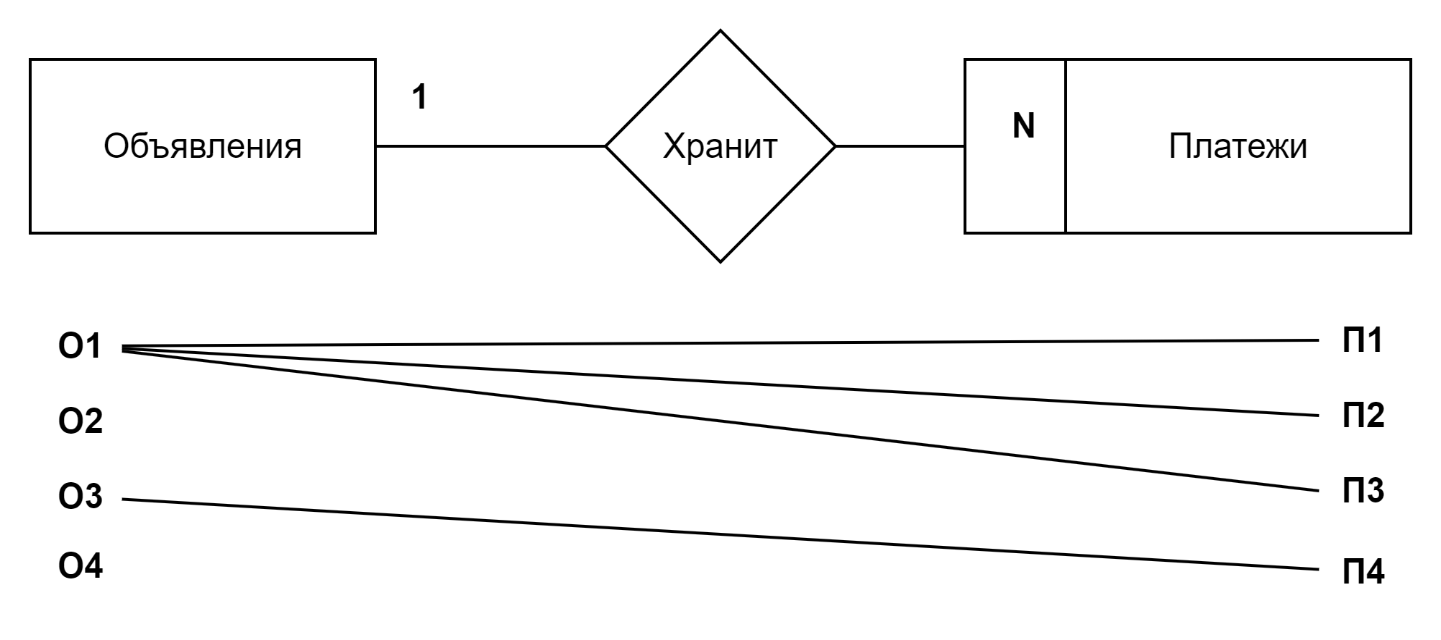 Объявления
1
Хранит
N
Платежи
О1
П1
О2
П2
О3
П3
О4
П4